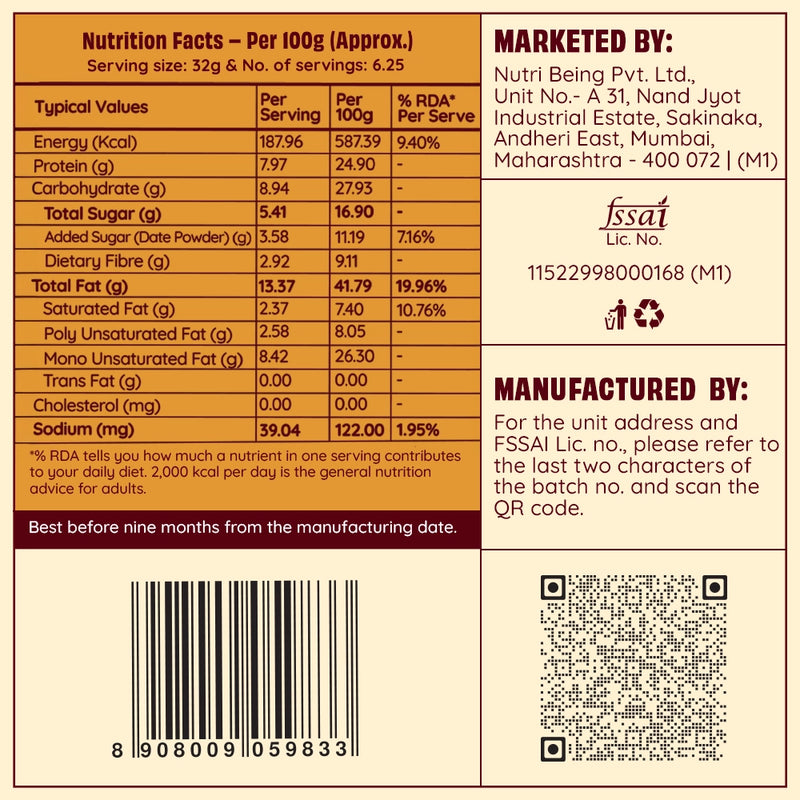 Nutrition Facts – Per 100g (Approx.)
Serving size: 32g & No. of servings: 6.25
Typical Values Per Serving Per 100g % RDA* Per Serve
Energy (Kcal) 187.96 587.39 9.40%
Protein (g) 7.97 24.90 -
Carbohydrate (g) 8.94 27.93 -
Total Sugar (g) 5.41 16.90 -
Added Sugar (Date Powder) (g) 3.58 11.19 7.16%
Dietary Fibre (g) 2.92 9.11 -
Total Fat (g) 13.37 41.79 19.96%
Saturated Fat (g) 2.37 7.40 10.76%
Poly Unsaturated Fat (g) 2.58 8.05 -
Mono Unsaturated Fat (g) 8.42 26.30 -
Trans Fat (g) 0.00 0.00 -
Cholesterol (mg) 0.00 0.00 -
Sodium (mg) 39.04 122.00 1.95%
*% RDA tells you how much a nutrient in one serving contributes
to your daily diet. 2,000 kcal per day is the general nutrition
advice for adults.
Best before nine months from the manufacturing date.
8 908009 059833
MARKETED BY:
Nutri Being Pvt. Ltd.,
Unit No.- A 31, Nand Jyot
Industrial Estate, Sakinaka,
Andheri East, Mumbai,
Maharashtra - 400 072 | (M1)
fssai
Lic. No.
11522998000168 (M1)
MANUFACTURED BY:
For the unit address and
FSSAI Lic. no., please refer to
the last two characters of
the batch no. and scan the
QR code.